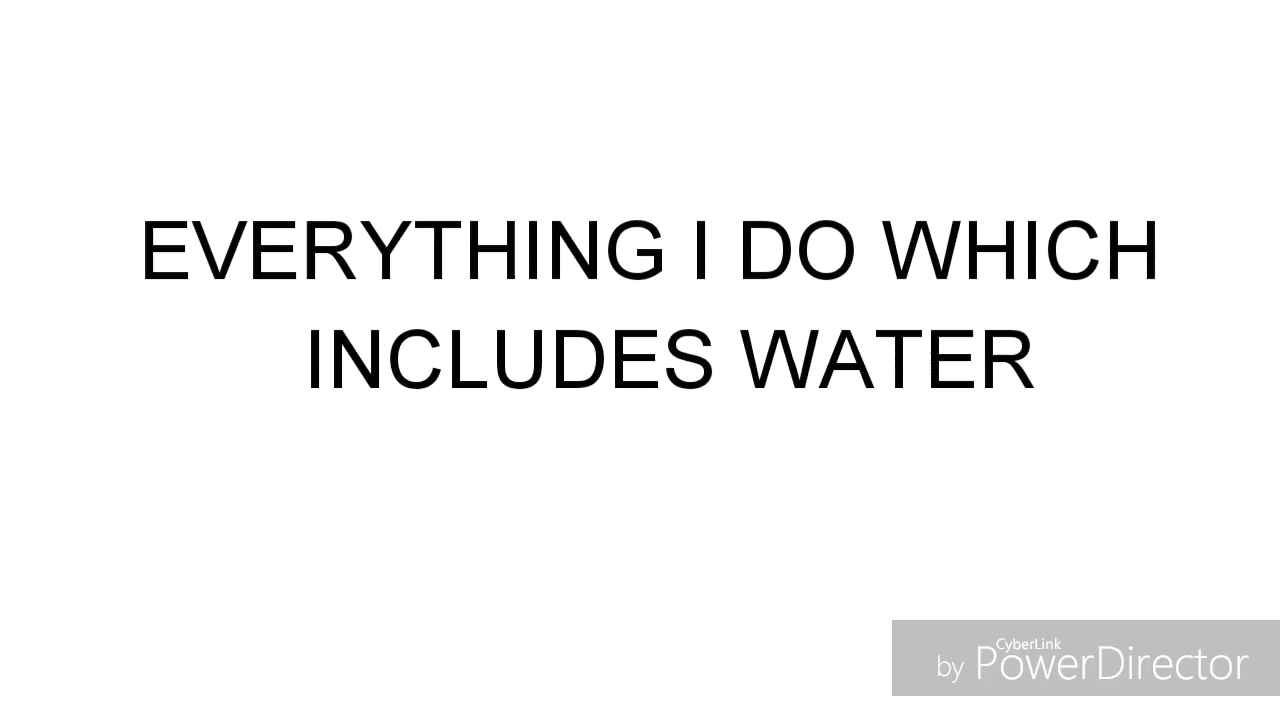 EVERYTHING I DO WHICH
INCLUDES WATER
CyberLink
by PowerDirector